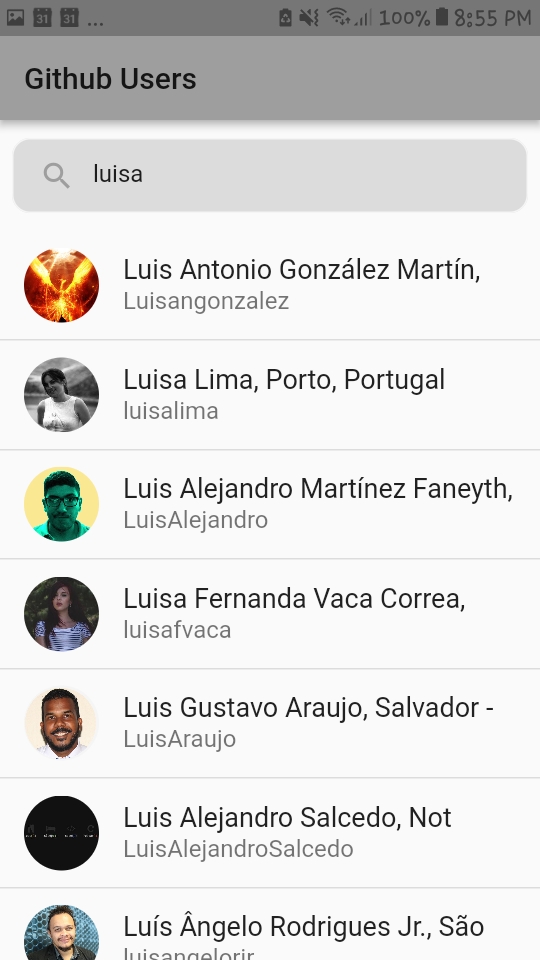 31 31 ... 100% 8:55 PM
Github Users
luisa
Luis Antonio González Martín,
Luisangonzalez
Luisa Lima, Porto, Portugal
luisalima
Luis Alejandro Martínez Faneyth,
LuisAlejandro
Luisa Fernanda Vaca Correa,
luisafvaca
Luis Gustavo Araujo, Salvador -
LuisAraujo
Luis Alejandro Salcedo, Not
LuisAlejandroSalcedo
Luís Ângelo Rodrigues Jr., São
luisangelorjr